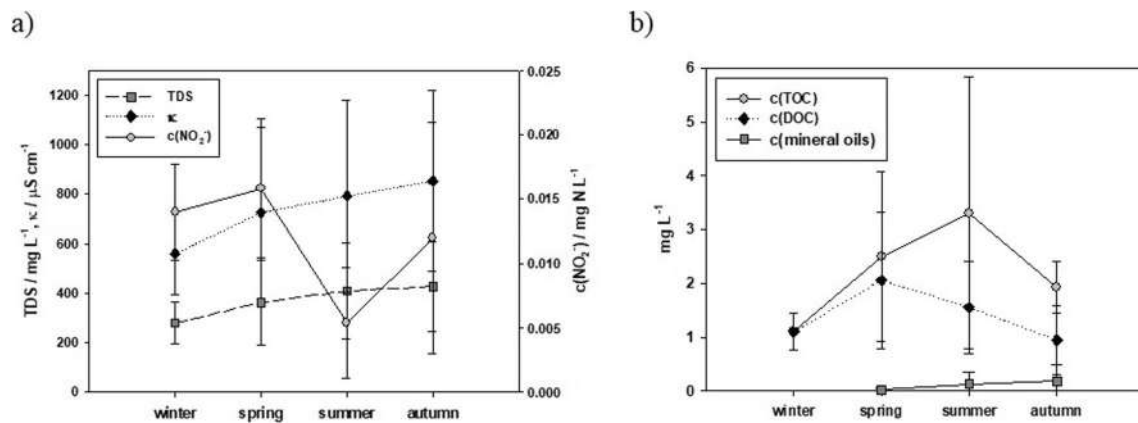 a)
TDS
κ
c(NO₂⁻)
TDS / mg L⁻¹, κ / μS cm⁻¹
1200
1000
800
600
400
200
0
c(NO₂⁻) / mg N L⁻¹
0.025
0.020
0.015
0.010
0.005
0.000
winter spring summer autumn
b)
c(TOC)
c(DOC)
c(mineral oils)
mg L⁻¹
6
5
4
3
2
1
0
winter spring summer autumn